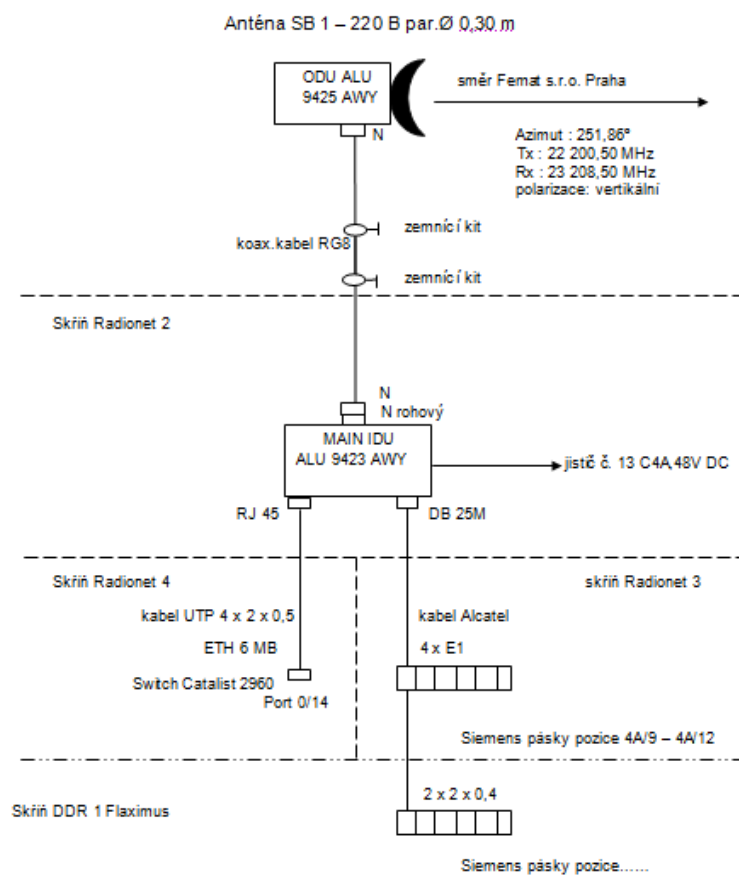 Anténa SB 1 – 220 B par.Ø 0,30 m
ODU ALU
9425 AWY
směr Femat s.r.o. Praha
N
Azimut : 251,86º
Tx : 22 200,50 MHz
Rx : 23 208,50 MHz
polarizace: vertikální
zemnící kit
koax.kabel RG8
zemnící kit
Skříň Radionet 2
N
N rohový
MAIN IDU
ALU 9423 AWY
jistič č. 13 C4A,48V DC
RJ 45
DB 25M
Skříň Radionet 4
skříň Radionet 3
kabel UTP 4 x 2 x 0,5
kabel Alcatel
ETH 6 MB
4 x E1
Switch Catalist 2960
Port 0/14
Siemens pásky pozice 4A/9 – 4A/12
2 x 2 x 0,4
Skříň DDR 1 Flaximus
Siemens pásky pozice......